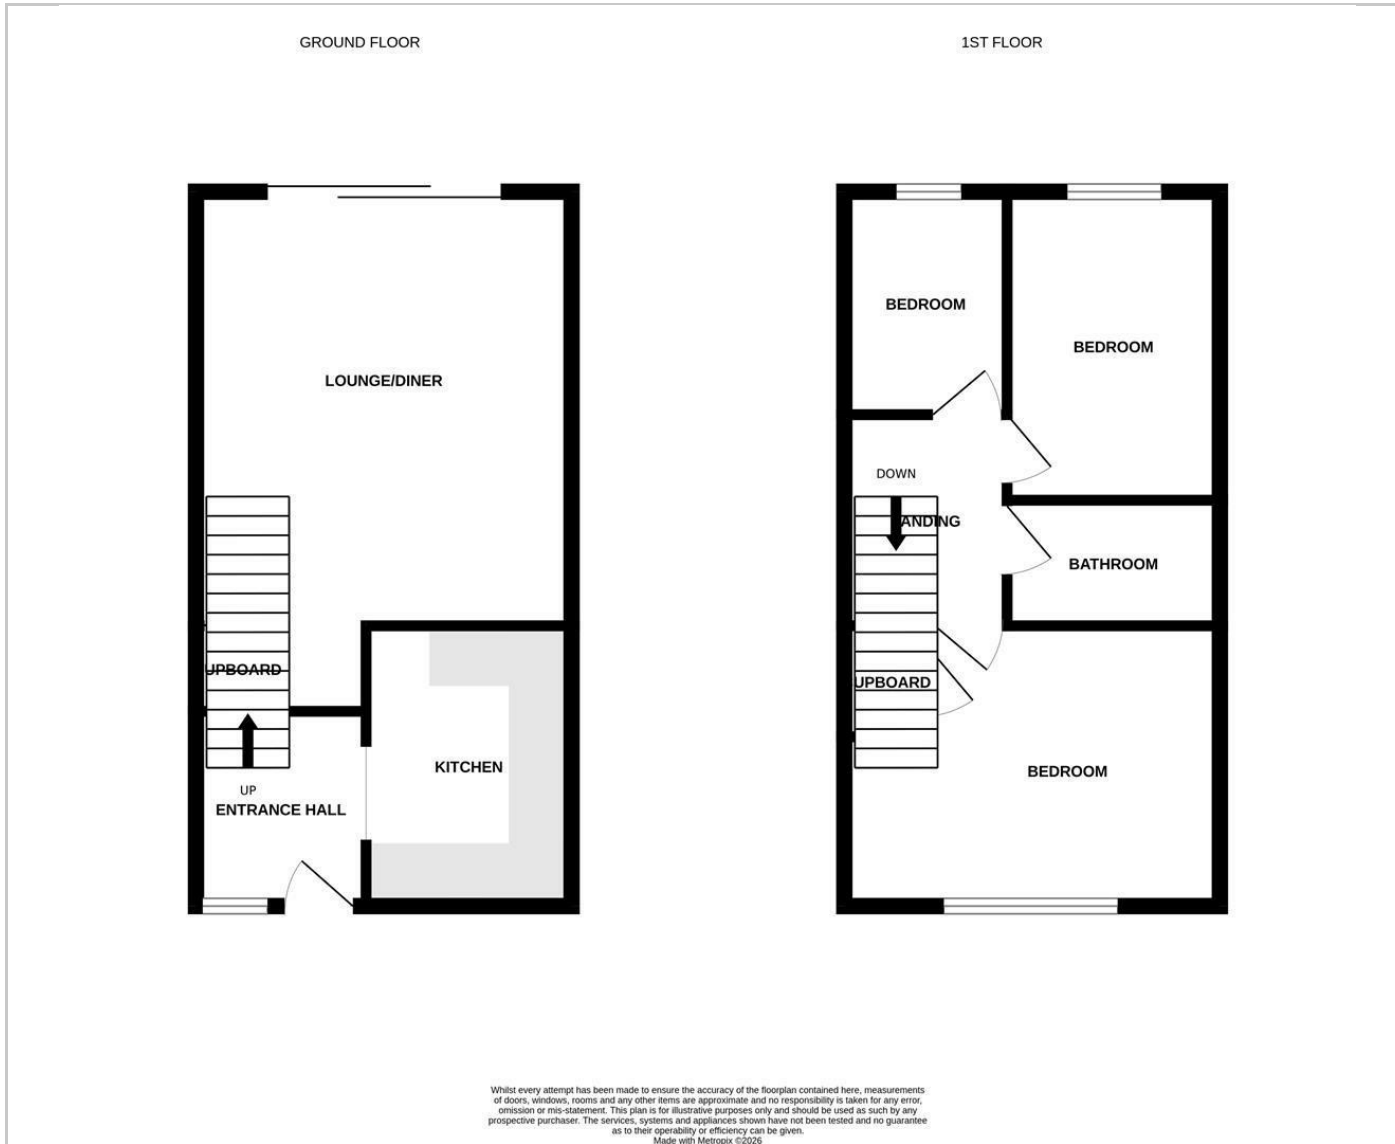 GROUND FLOOR
1ST FLOOR
BEDROOM
BEDROOM
LOUNGE/DINER
DOWN
ANDING
BATHROOM
UPBOARD
UPBOARD
KITCHEN
BEDROOM
UP
ENTRANCE HALL
Whilst every attempt has been made to ensure the accuracy of the floorplan contained here, measurements
of doors, windows, rooms and any other items are approximate and no responsibility is taken for any error,
omission or mis-statement. This plan is for illustrative purposes only and should be used as such by any
prospective purchaser. The services, systems and appliances shown have not been tested and no guarantee
as to their operability or efficiency can be given.
Made with Metropix ©2026